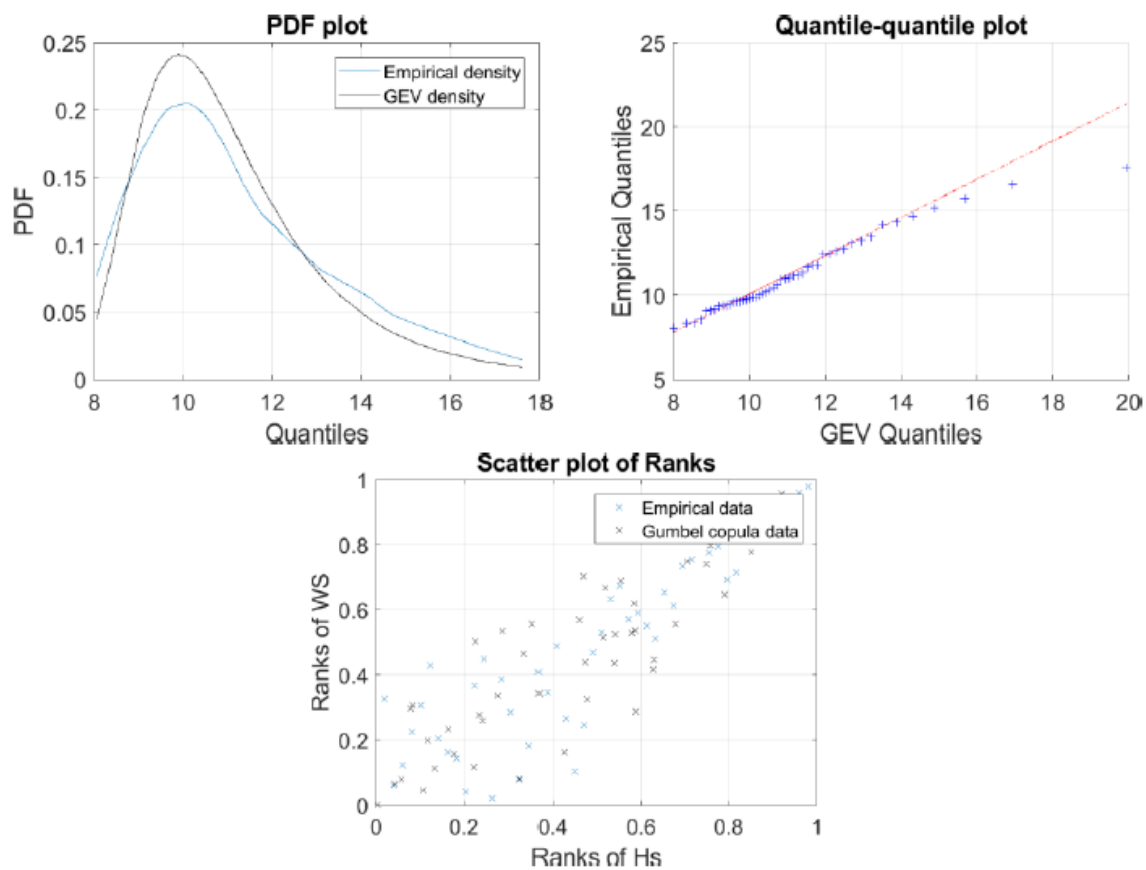 PDF plot
0.25
0.2
0.15
0.1
0.05
0
PDF
Empirical density
GEV density
8 10 12 14 16 18
Quantiles
Quantile-quantile plot
25
20
15
10
5
Empirical Quantiles
8 10 12 14 16 18 20
GEV Quantiles
Scatter plot of Ranks
1
0.8
0.6
0.4
0.2
0
Ranks of WS
Empirical data
Gumbel copula data
0 0.2 0.4 0.6 0.8 1
Ranks of Hs